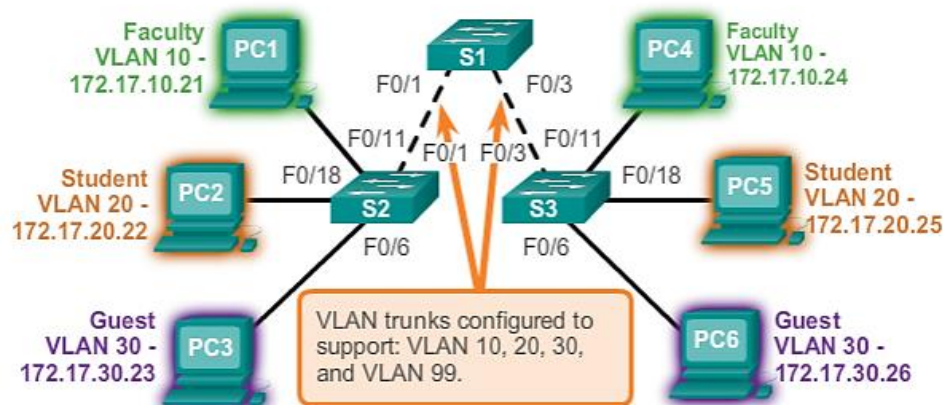 Faculty
VLAN 10 -
172.17.10.21
PC1
S1
PC4
Faculty
VLAN 10 -
172.17.10.24
F0/1
F0/3
F0/11
F0/1
F0/3
F0/11
Student
VLAN 20 -
172.17.20.22
PC2
F0/18
S2
S3
F0/18
PC5
Student
VLAN 20 -
172.17.20.25
F0/6
F0/6
Guest
VLAN 30 -
172.17.30.23
PC3
VLAN trunks configured to
support: VLAN 10, 20, 30,
and VLAN 99.
PC6
Guest
VLAN 30 -
172.17.30.26